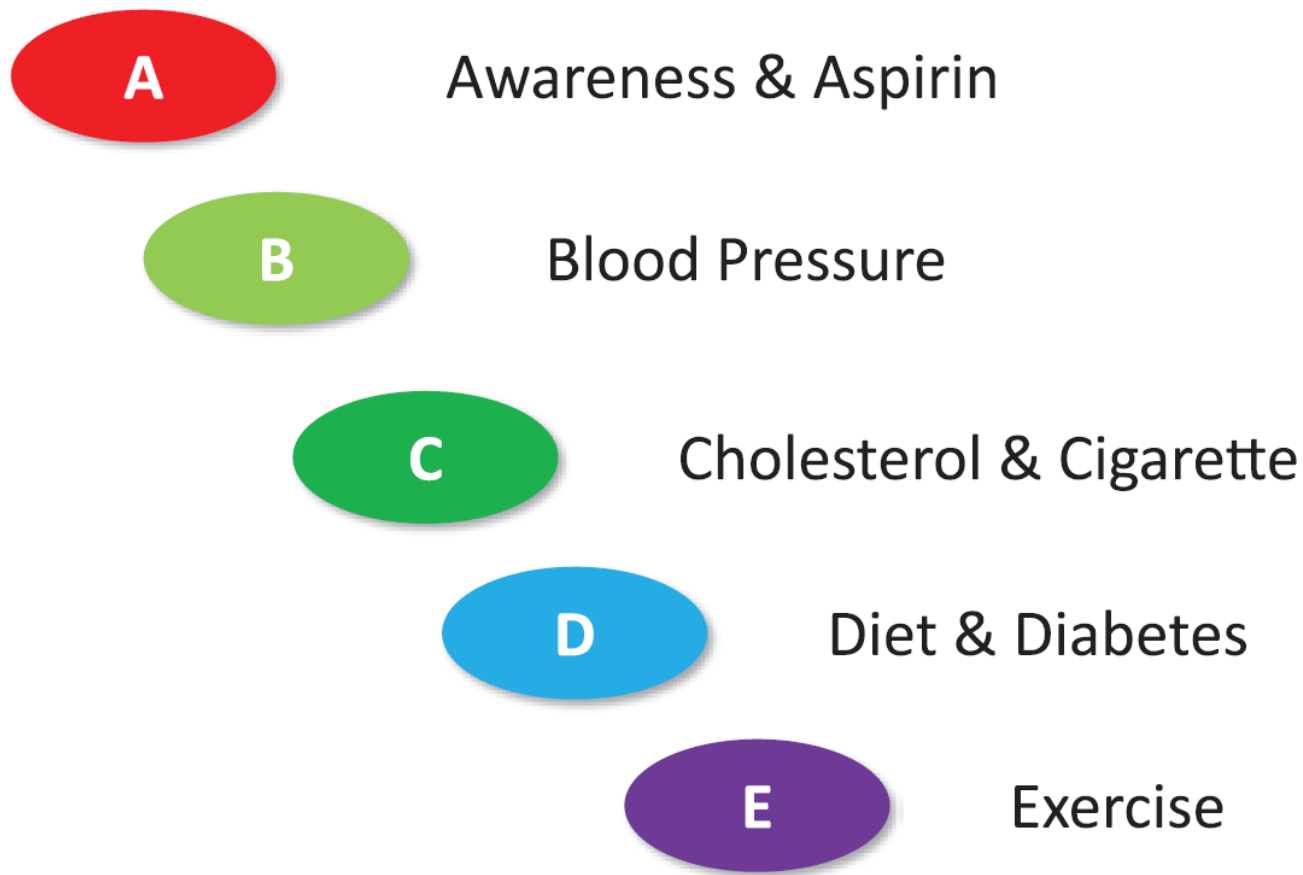 A Awareness & Aspirin
B Blood Pressure
C Cholesterol & Cigarette
D Diet & Diabetes
E Exercise